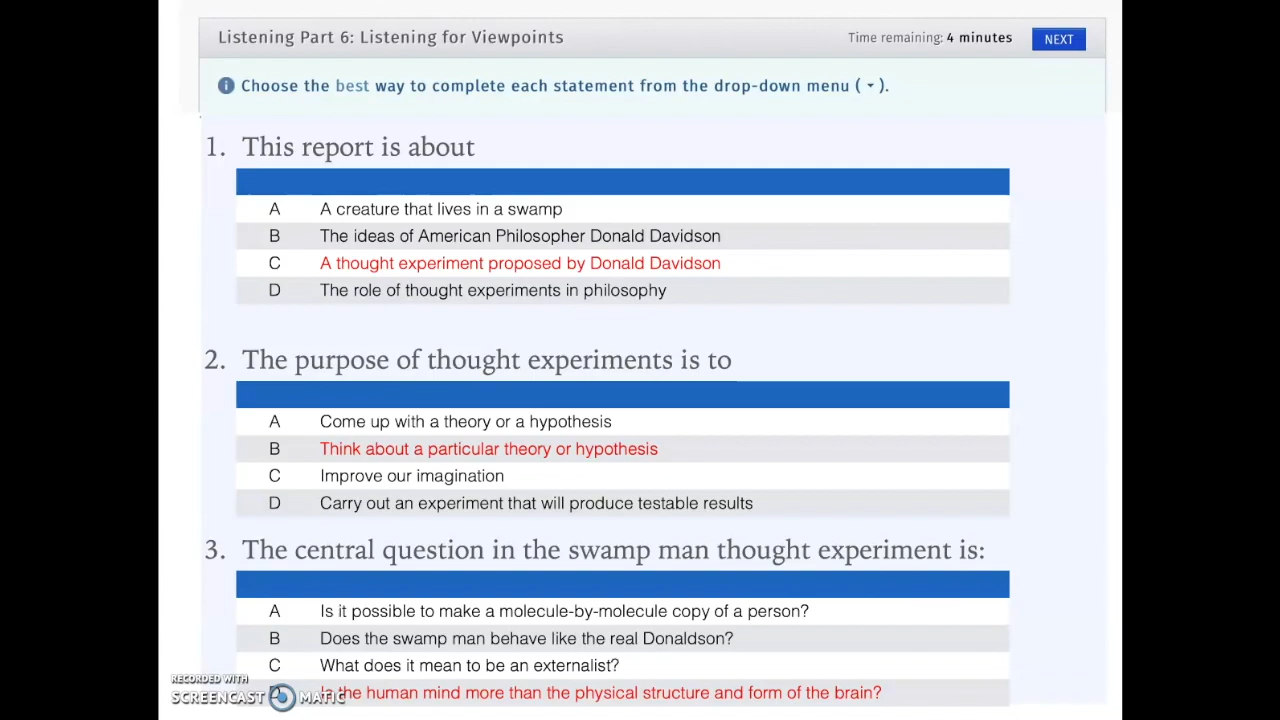 Listening Part 6: Listening for Viewpoints
Time remaining: 4 minutes
NEXT
Choose the best way to complete each statement from the drop-down menu ( ).
1. This report is about
A A creature that lives in a swamp
B The ideas of American Philosopher Donald Davidson
C A thought experiment proposed by Donald Davidson
D The role of thought experiments in philosophy
2. The purpose of thought experiments is to
A Come up with a theory or a hypothesis
B Think about a particular theory or hypothesis
C Improve our imagination
D Carry out an experiment that will produce testable results
3. The central question in the swamp man thought experiment is:
A Is it possible to make a molecule-by-molecule copy of a person?
B Does the swamp man behave like the real Donaldson?
C What does it mean to be an externalist?
D Is the human mind more than the physical structure and form of the brain?
RECORDED WITH
SCREENCAST MATIC